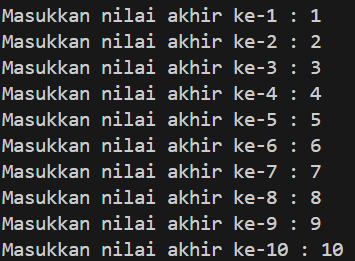 Masukkan nilai akhir ke-1 : 1
Masukkan nilai akhir ke-2 : 2
Masukkan nilai akhir ke-3 : 3
Masukkan nilai akhir ke-4 : 4
Masukkan nilai akhir ke-5 : 5
Masukkan nilai akhir ke-6 : 6
Masukkan nilai akhir ke-7 : 7
Masukkan nilai akhir ke-8 : 8
Masukkan nilai akhir ke-9 : 9
Masukkan nilai akhir ke-10 : 10